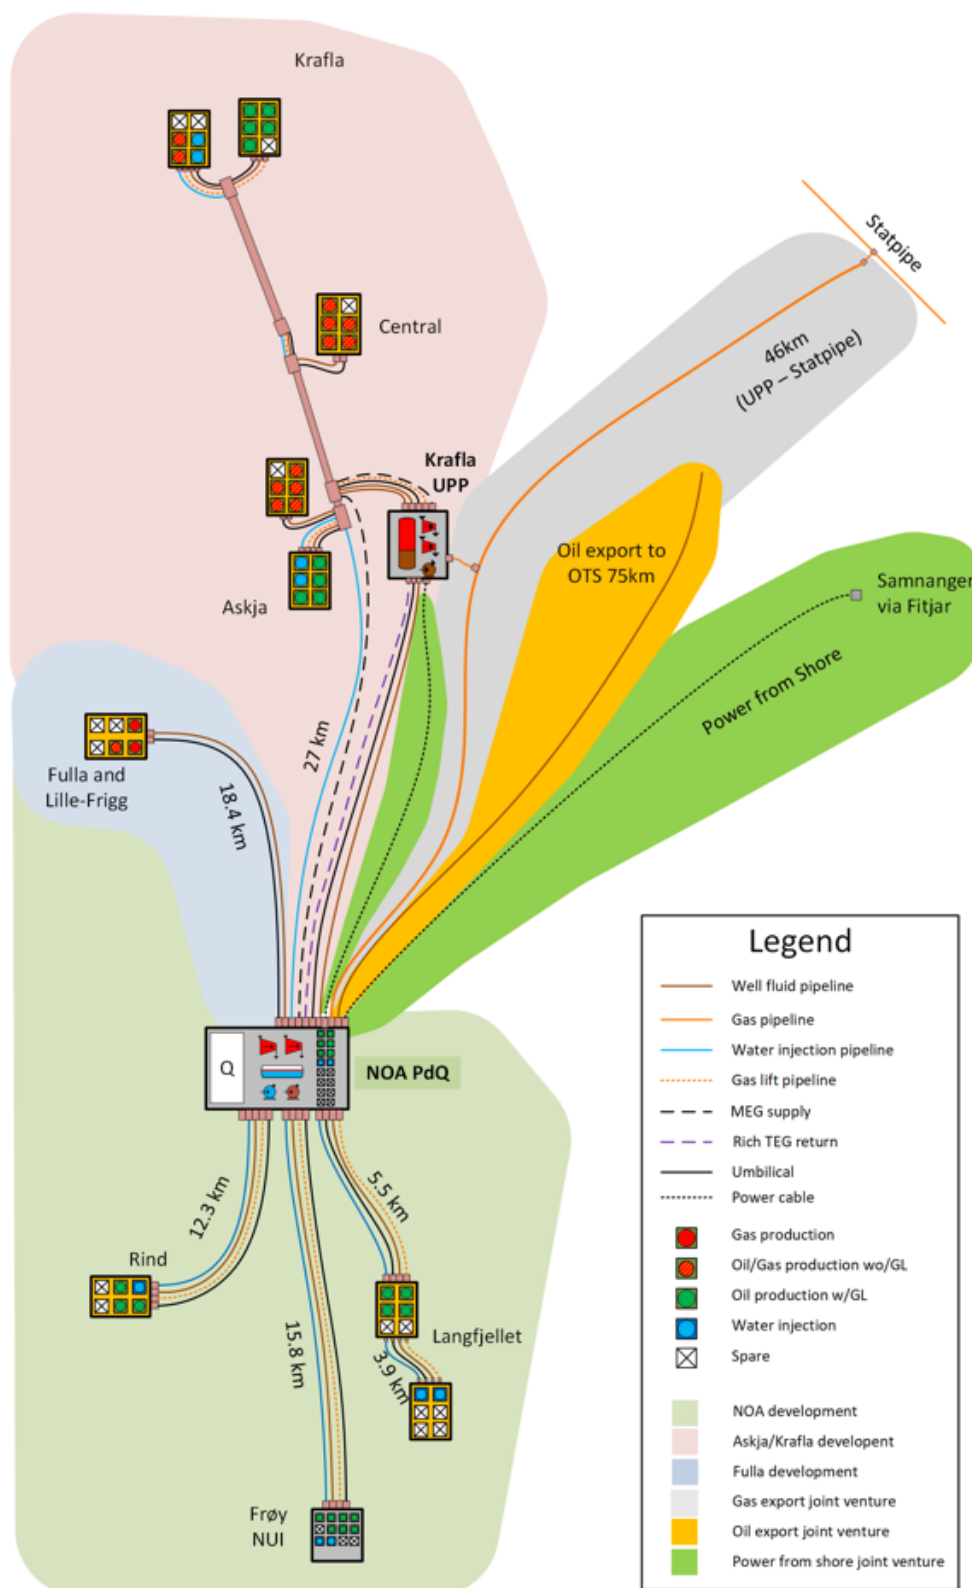 Krafla
Statpipe
Central
46km
(UPP – Statpipe)
Krafla
UPP
Oil export to
OTS 75km
Samnanger
via Fitjar
Askja
Power from Shore
27 km
Fulla and
Lille-Frigg
18.4 km
Q
NOA PdQ
12.3 km
5.5 km
Rind
15.8 km
Langfjellet
3.9 km
Frøy
NUI
Legend
Well fluid pipeline
Gas pipeline
Water injection pipeline
Gas lift pipeline
MEG supply
Rich TEG return
Umbilical
Power cable
Gas production
Oil/Gas production wo/GL
Oil production w/GL
Water injection
Spare
NOA development
Askja/Krafla developent
Fulla development
Gas export joint venture
Oil export joint venture
Power from shore joint venture